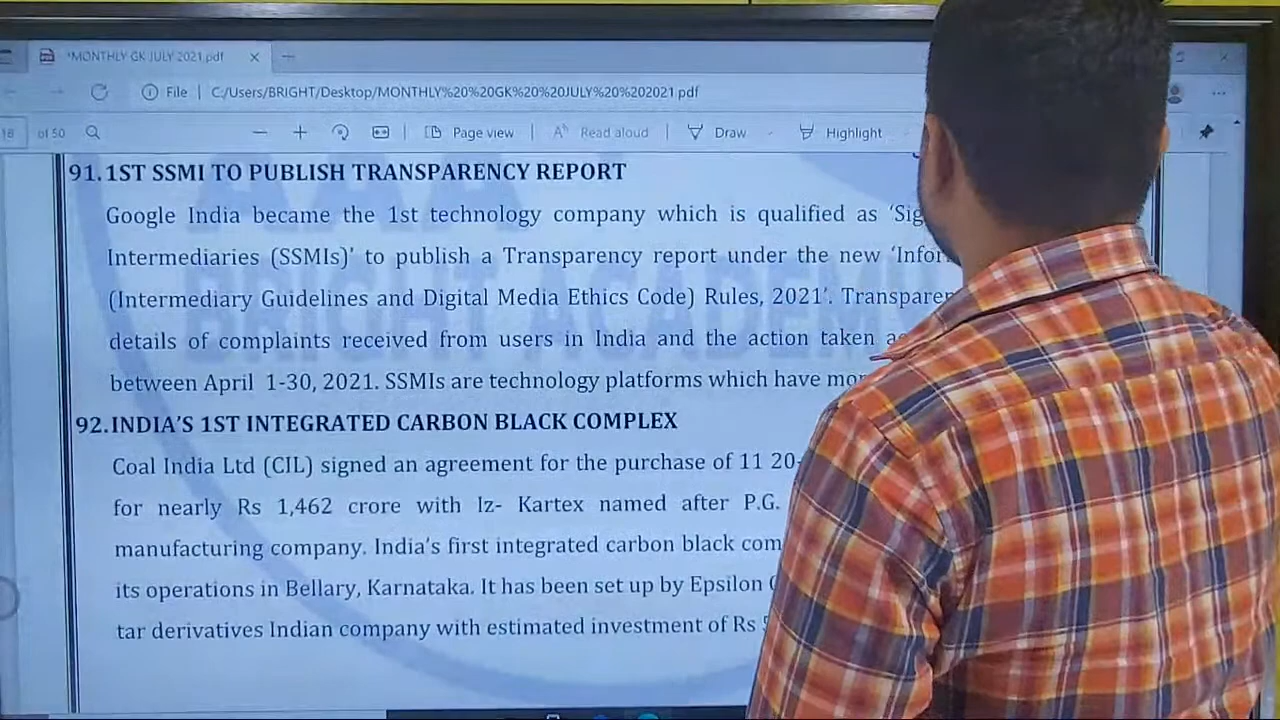 *MONTHLY GK JULY 2021.pdf
File C:/Users/BRIGHT/Desktop/MONTHLY%20%20GK%20%20JULY%20%202021.pdf
18 of 50 Page view Read aloud Draw Highlight
91. 1ST SSMI TO PUBLISH TRANSPARENCY REPORT
Google India became the 1st technology company which is qualified as ‘Sig
Intermediaries (SSMIs)’ to publish a Transparency report under the new ‘Infor
(Intermediary Guidelines and Digital Media Ethics Code) Rules, 2021’. Transparen
details of complaints received from users in India and the action taken
between April 1-30, 2021. SSMIs are technology platforms which have mor
92. INDIA’S 1ST INTEGRATED CARBON BLACK COMPLEX
Coal India Ltd (CIL) signed an agreement for the purchase of 11 20-
for nearly Rs 1,462 crore with Iz- Kartex named after P.G.
manufacturing company. India’s first integrated carbon black com
its operations in Bellary, Karnataka. It has been set up by Epsilon
tar derivatives Indian company with estimated investment of Rs
BRIGHT ACADEMY